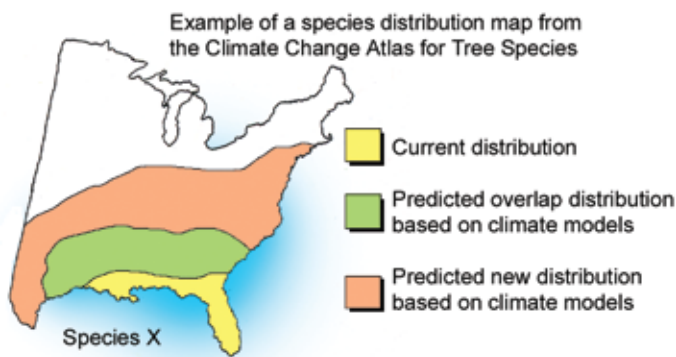 Example of a species distribution map from
the Climate Change Atlas for Tree Species
Current distribution
Predicted overlap distribution
based on climate models
Predicted new distribution
based on climate models
Species X